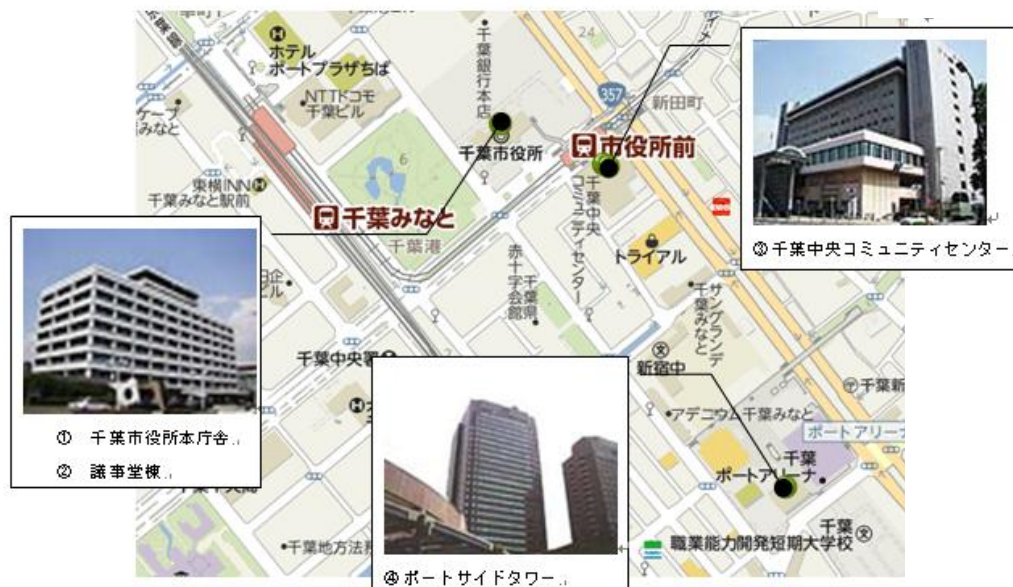 ホテル
ポートプラザちば
NTTドコモ
千葉ビル
千葉銀行本店
24
357
新田町
千葉市役所
市役所前
6
東横INN
千葉みなと駅前
千葉みなと
千葉港
千葉中央
コミュニティセンター
トライアル
③千葉中央コミュニティセンター
千葉県
赤十字会館
サングランデ
千葉みなと
千葉中央署
新宿中
文
アデニウム千葉みなと
ポートアリーナ
千葉
ポートアリーナ
① 千葉市役所本庁舎
② 議事堂棟
千葉
職業能力開発短期大学校
文
千葉地方法
④ポートサイドタワー